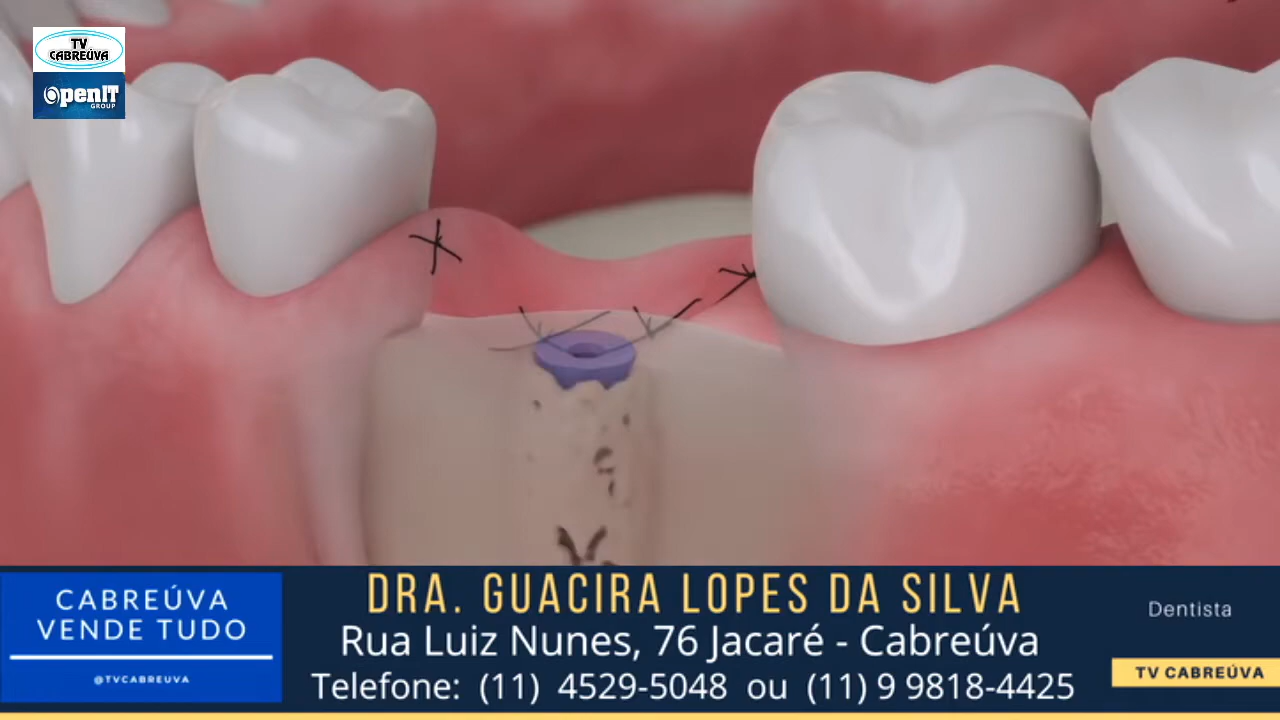 TV
CABREÚVA
OpenIT
GROUP
CABREÚVA
VENDE TUDO
@TVCABREUVA
DRA. GUACIRA LOPES DA SILVA
Rua Luiz Nunes, 76 Jacaré - Cabreúva
Telefone: (11) 4529-5048 ou (11) 9 9818-4425
Dentista
TV CABREÚVA